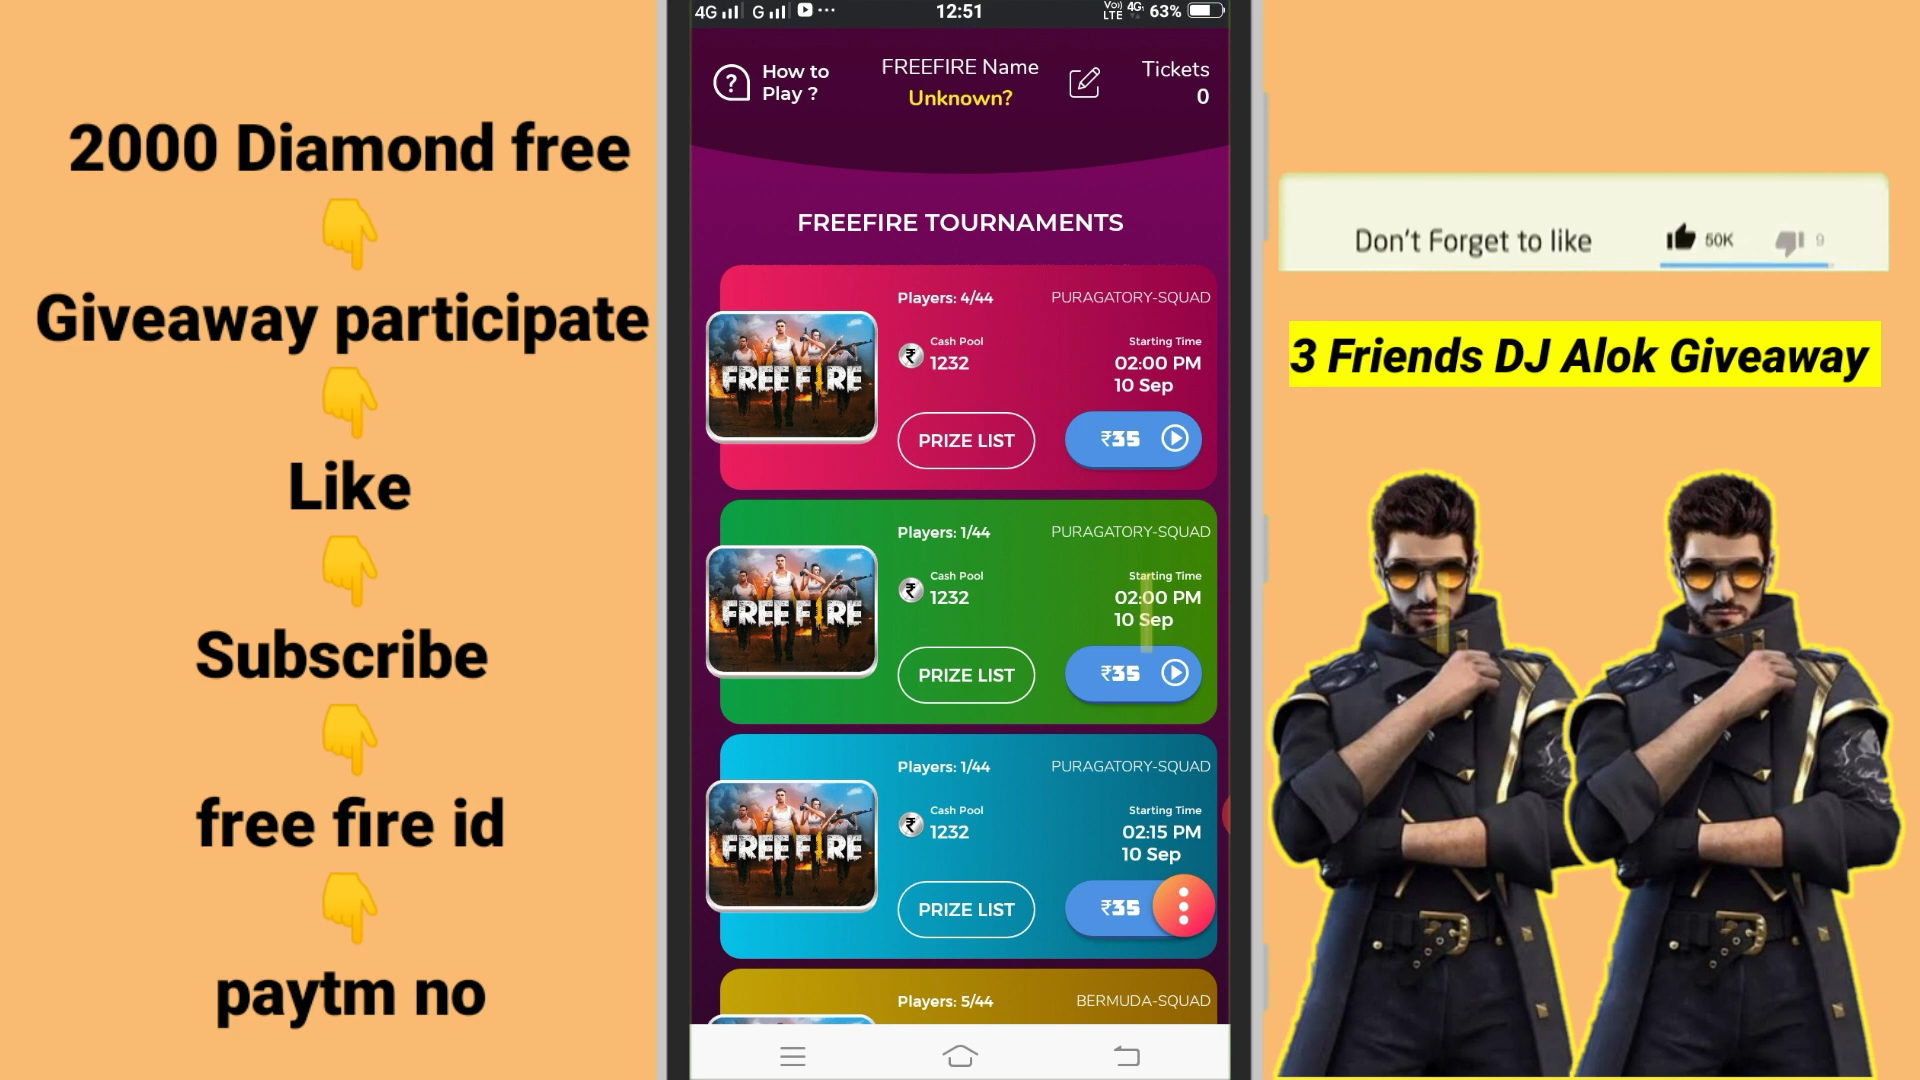 2000 Diamond free
Giveaway participate
Like
Subscribe
free fire id
paytm no
4G G 12:51 Vo)) LTE 4G 63%
How to
Play ?
FREEFIRE Name
Unknown?
Tickets
0
FREEFIRE TOURNAMENTS
Players: 4/44 PURAGATORY-SQUAD
FREE FIRE
Cash Pool
1232
Starting Time
02:00 PM
10 Sep
PRIZE LIST ₹35
Players: 1/44 PURAGATORY-SQUAD
FREE FIRE
Cash Pool
1232
Starting Time
02:00 PM
10 Sep
PRIZE LIST ₹35
Players: 1/44 PURAGATORY-SQUAD
FREE FIRE
Cash Pool
1232
Starting Time
02:15 PM
10 Sep
PRIZE LIST ₹35
Players: 5/44 BERMUDA-SQUAD
Don't Forget to like 50K 9
3 Friends DJ Alok Giveaway